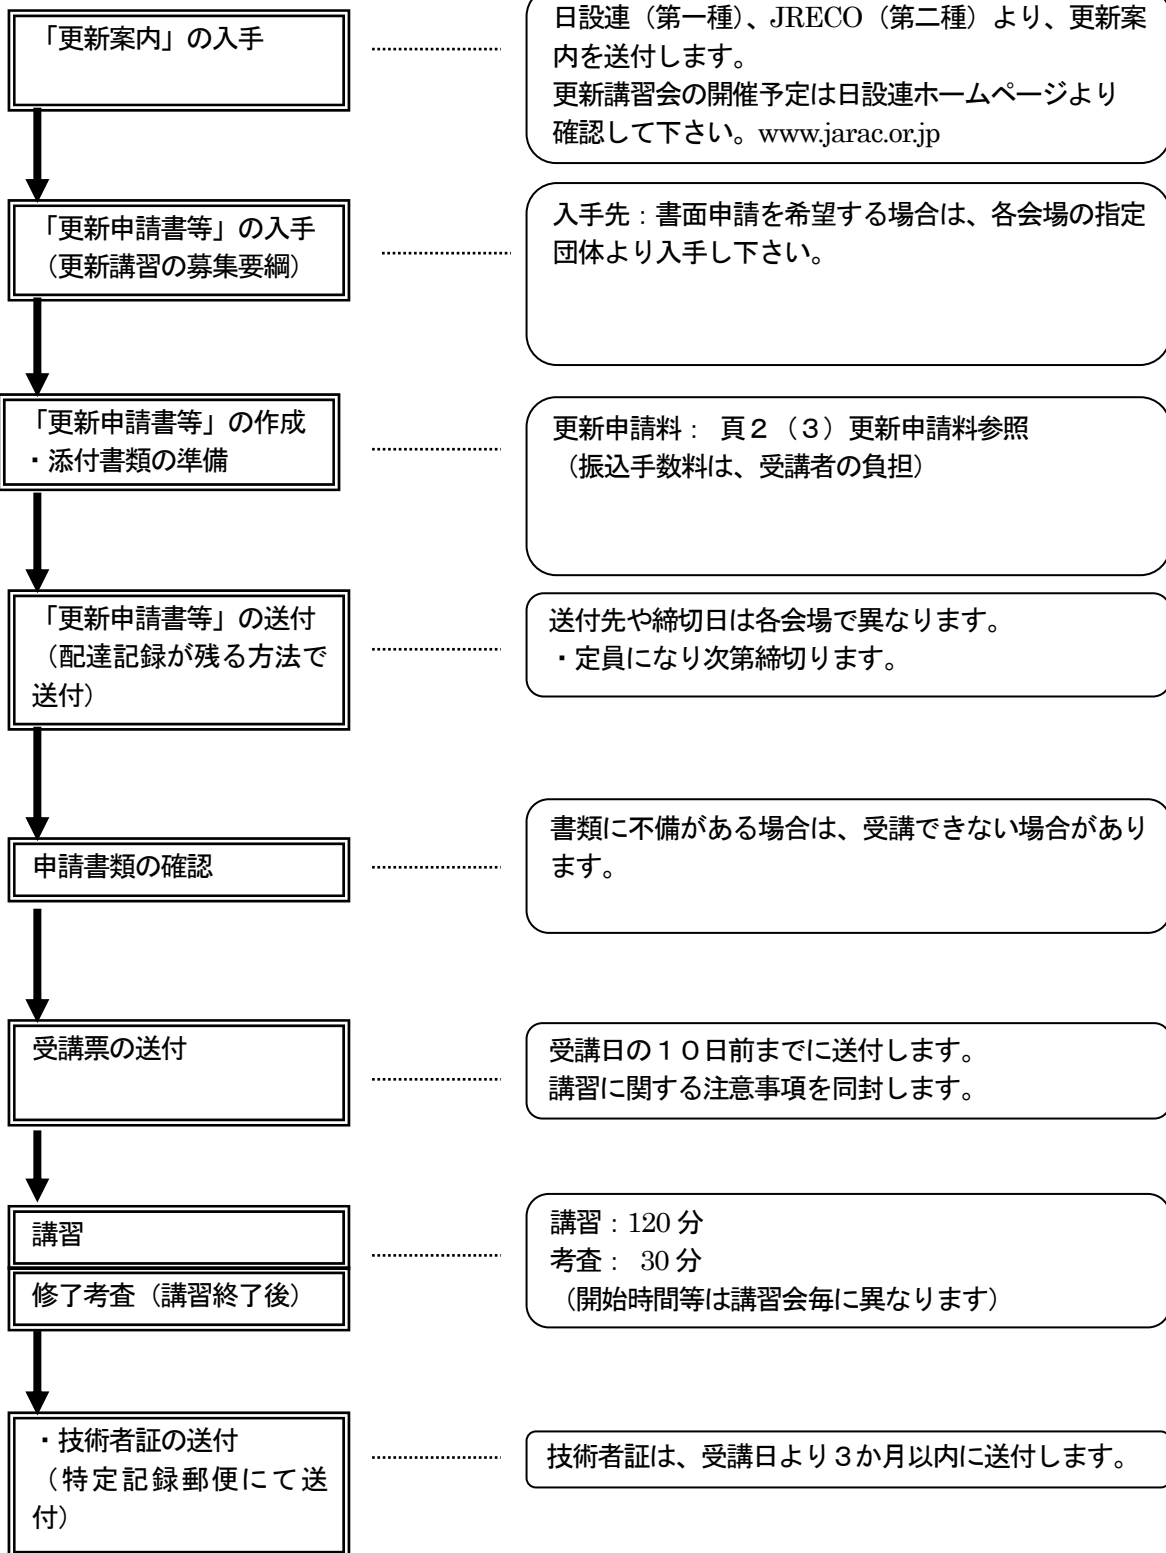 「更新案内」の入手
日設連（第一種）、JRECO（第二種）より、更新案
内を送付します。
更新講習会の開催予定は日設連ホームページより
確認して下さい。www.jarac.or.jp
「更新申請書等」の入手
（更新講習の募集要綱）
入手先：書面申請を希望する場合は、各会場の指定
団体より入手し下さい。
「更新申請書等」の作成
・添付書類の準備
更新申請料： 頁２（３）更新申請料参照
（振込手数料は、受講者の負担）
「更新申請書等」の送付
（配達記録が残る方法で
送付）
送付先や締切日は各会場で異なります。
・定員になり次第締切ります。
申請書類の確認
書類に不備がある場合は、受講できない場合があり
ます。
受講票の送付
受講日の１０日前までに送付します。
講習に関する注意事項を同封します。
講習
修了考査（講習終了後）
講習：120 分
考査： 30 分
（開始時間等は講習会毎に異なります）
・技術者証の送付
（特定記録郵便にて送
付）
技術者証は、受講日より３か月以内に送付します。